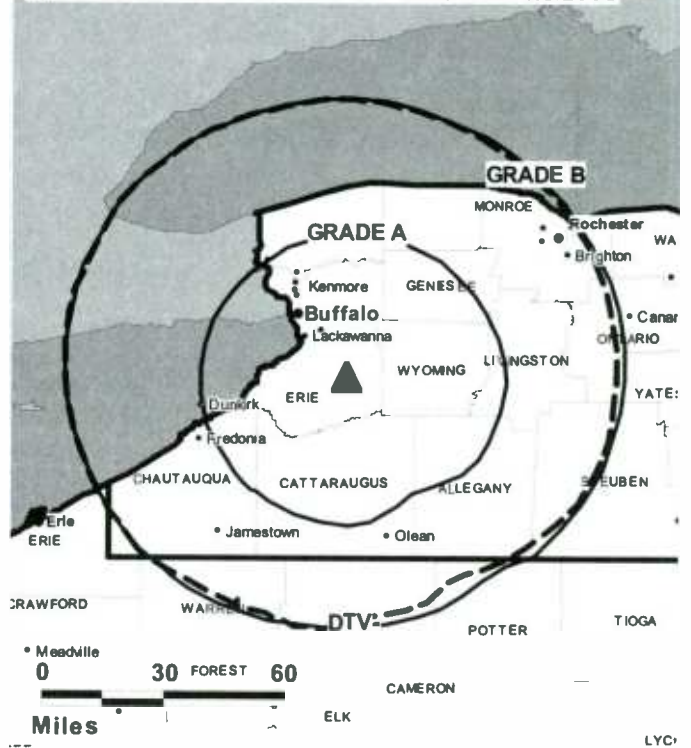 GRADE B
MONROE
Rochester
GRADE A
WA
Brighton
Kenmore
GENESEE
Buffalo
Canan
Lackawanna
ONTARIO
LIVINGSTON
WYOMING
ERIE
YATES
Dunkirk
Fredonia
CHAUTAUQUA
CATTARAUGUS
ALLEGANY
STEUBEN
Erie
ERIE
Jamestown
Olean
CRAWFORD
WARREN
DTV
POTTER
TIOGA
Meadville
0 30 FOREST 60
CAMERON
Miles
ELK
LYC